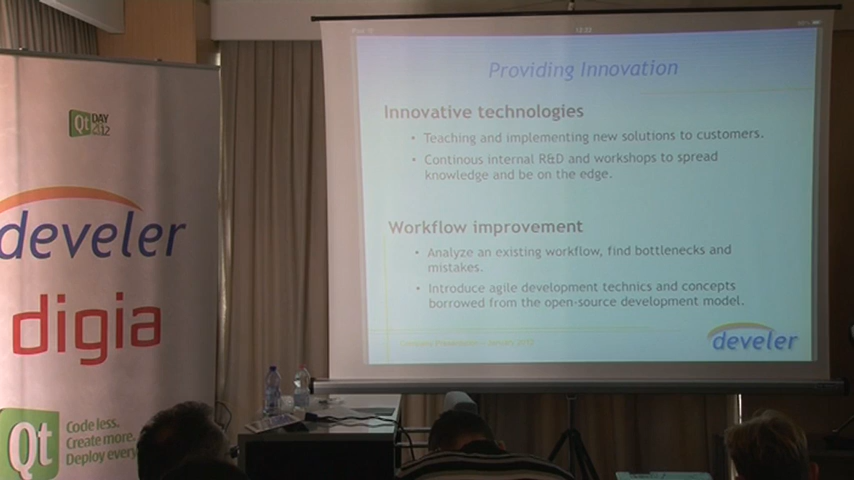 Qt DAY
2012
develer
digia
Qt
Code less.
Create more.
Deploy every
12:22
Providing Innovation
Innovative technologies
• Teaching and implementing new solutions to customers.
• Continous internal R&D and workshops to spread
knowledge and be on the edge.
Workflow improvement
• Analyze an existing workflow, find bottlenecks and
mistakes.
• Introduce agile development technics and concepts
borrowed from the open-source development model.
develer